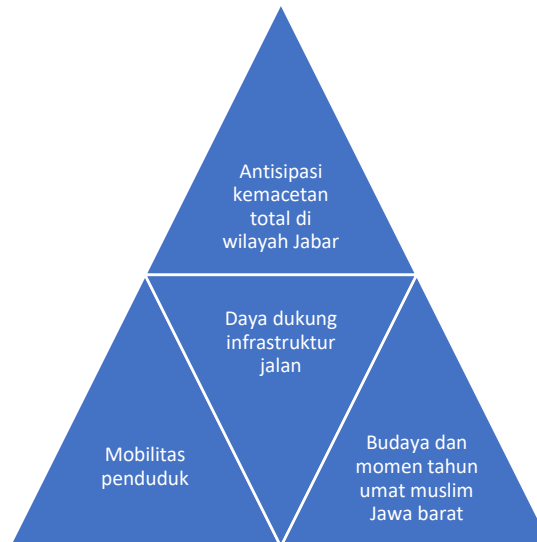 Antisipasi
kemacetan
total di
wilayah Jabar
Daya dukung
infrastruktur
jalan
Mobilitas
penduduk
Budaya dan
momen tahun
umat muslim
Jawa barat